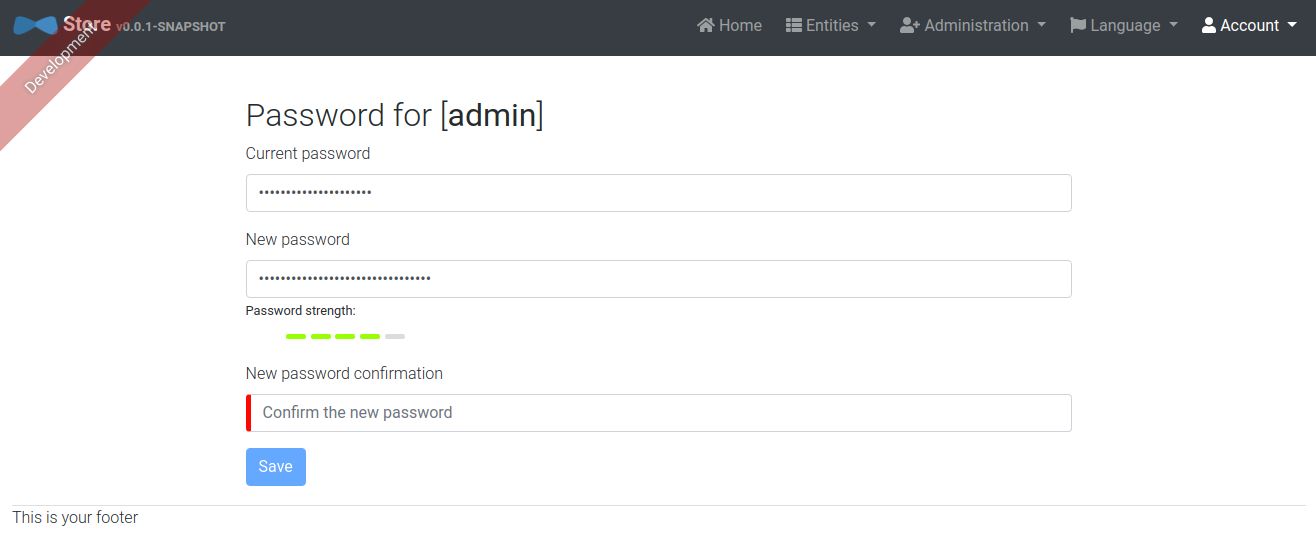 Store v0.0.1-SNAPSHOT Home Entities Administration Language Account
Development
Password for [admin]
Current password
•••••••••••••••••••••
New password
••••••••••••••••••••••••••••••••
Password strength:
New password confirmation
Confirm the new password
Save
This is your footer